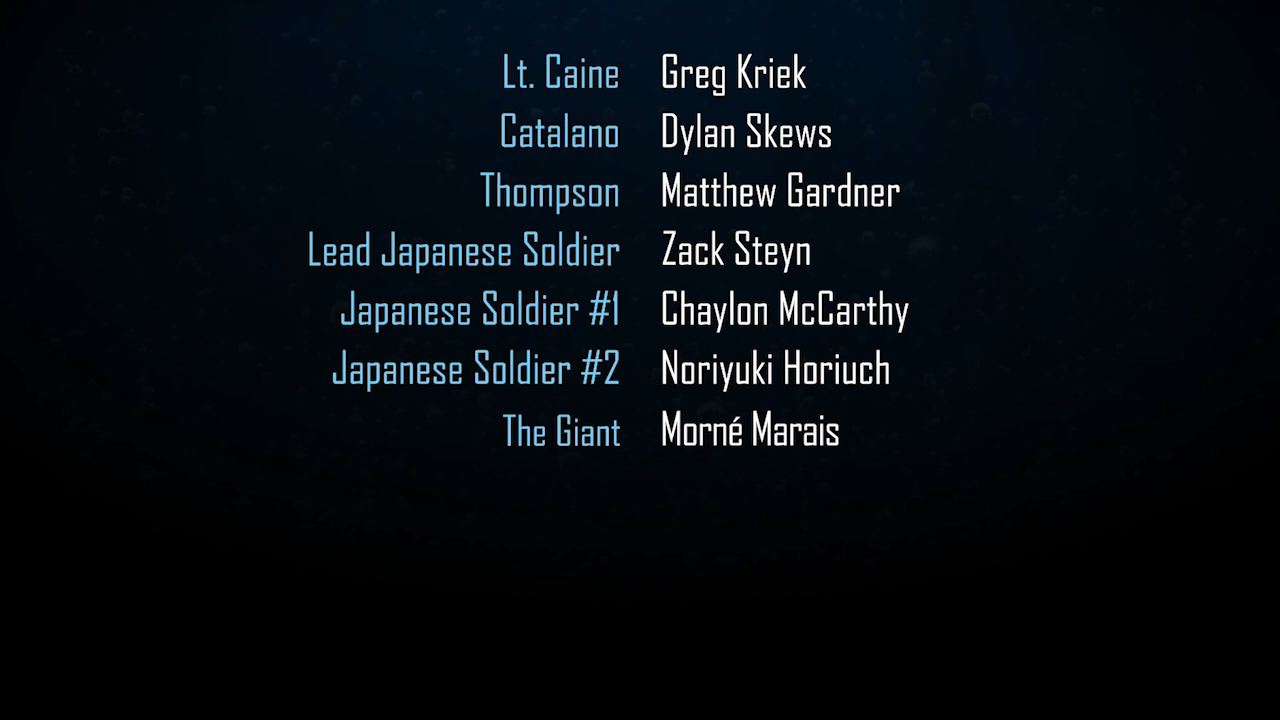 Lt. Caine Greg Kriek
Catalano Dylan Skews
Thompson Matthew Gardner
Lead Japanese Soldier Zack Steyn
Japanese Soldier #1 Chaylon McCarthy
Japanese Soldier #2 Noriyuki Horiuch
The Giant Morné Marais